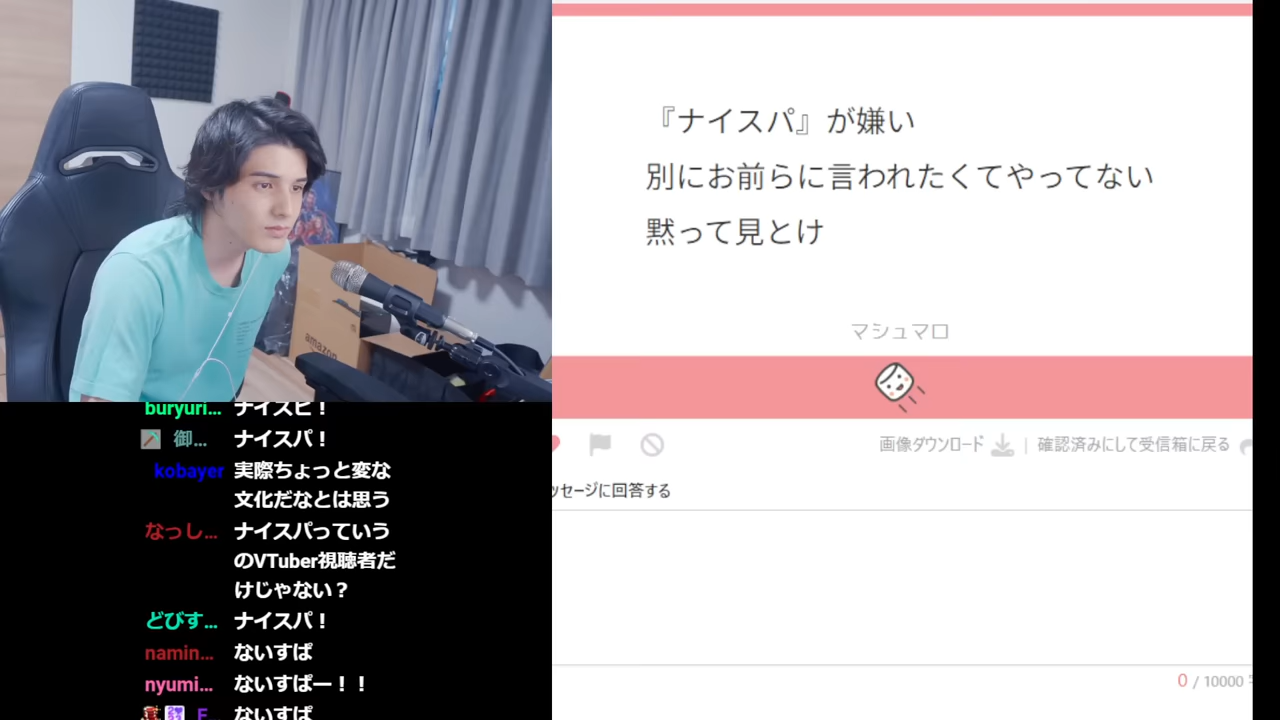 『ナイスパ』が嫌い
別にお前らに言われたくてやってない
黙って見とけ
マシュマロ
画像ダウンロード | 確認済みにして受信箱に戻る
ッセージに回答する
0 / 10000
amazon
buryuri... ナイスピ！
御... ナイスパ！
kobayer 実際ちょっと変な
文化だなとは思う
なっし... ナイスパっていう
のVTuber視聴者だ
けじゃない？
どびす... ナイスパ！
namin... ないすぱ
nyumi... ないすぱー！！
ないすぱ